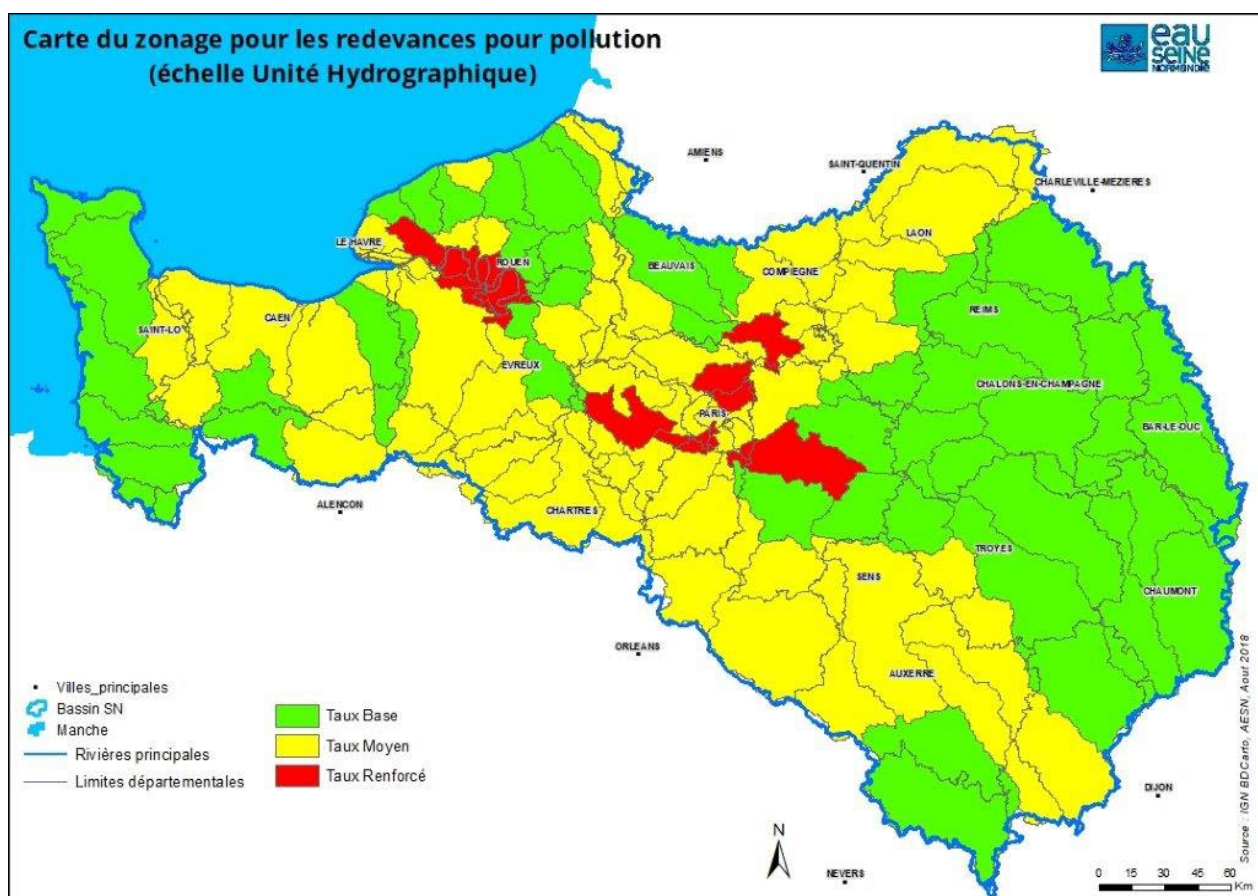 Carte du zonage pour les redevances pour pollution
(échelle Unité Hydrographique)
eau
SEINE
NORMANDIE
AMIENS
SAINT-QUENTIN
CHARLEVILLE-MEZIERES
LAON
LE HAVRE
ROUEN
BEAUVAIS
COMPIEGNE
REIMS
SAINT-LO
CAEN
EVREUX
CHALONS-EN-CHAMPAGNE
PARIS
BAR-LE-DUC
ALENCON
CHARTRES
TROYES
SENS
CHAUMONT
ORLEANS
AUXERRE
DIJON
NEVERS
Villes_principales
Bassin SN
Manche
Rivières principales
Limites départementales
Taux Base
Taux Moyen
Taux Renforcé
N
0 15 30 45 60
Km
Source : IGN BDCarto, AESN, Aout 2018